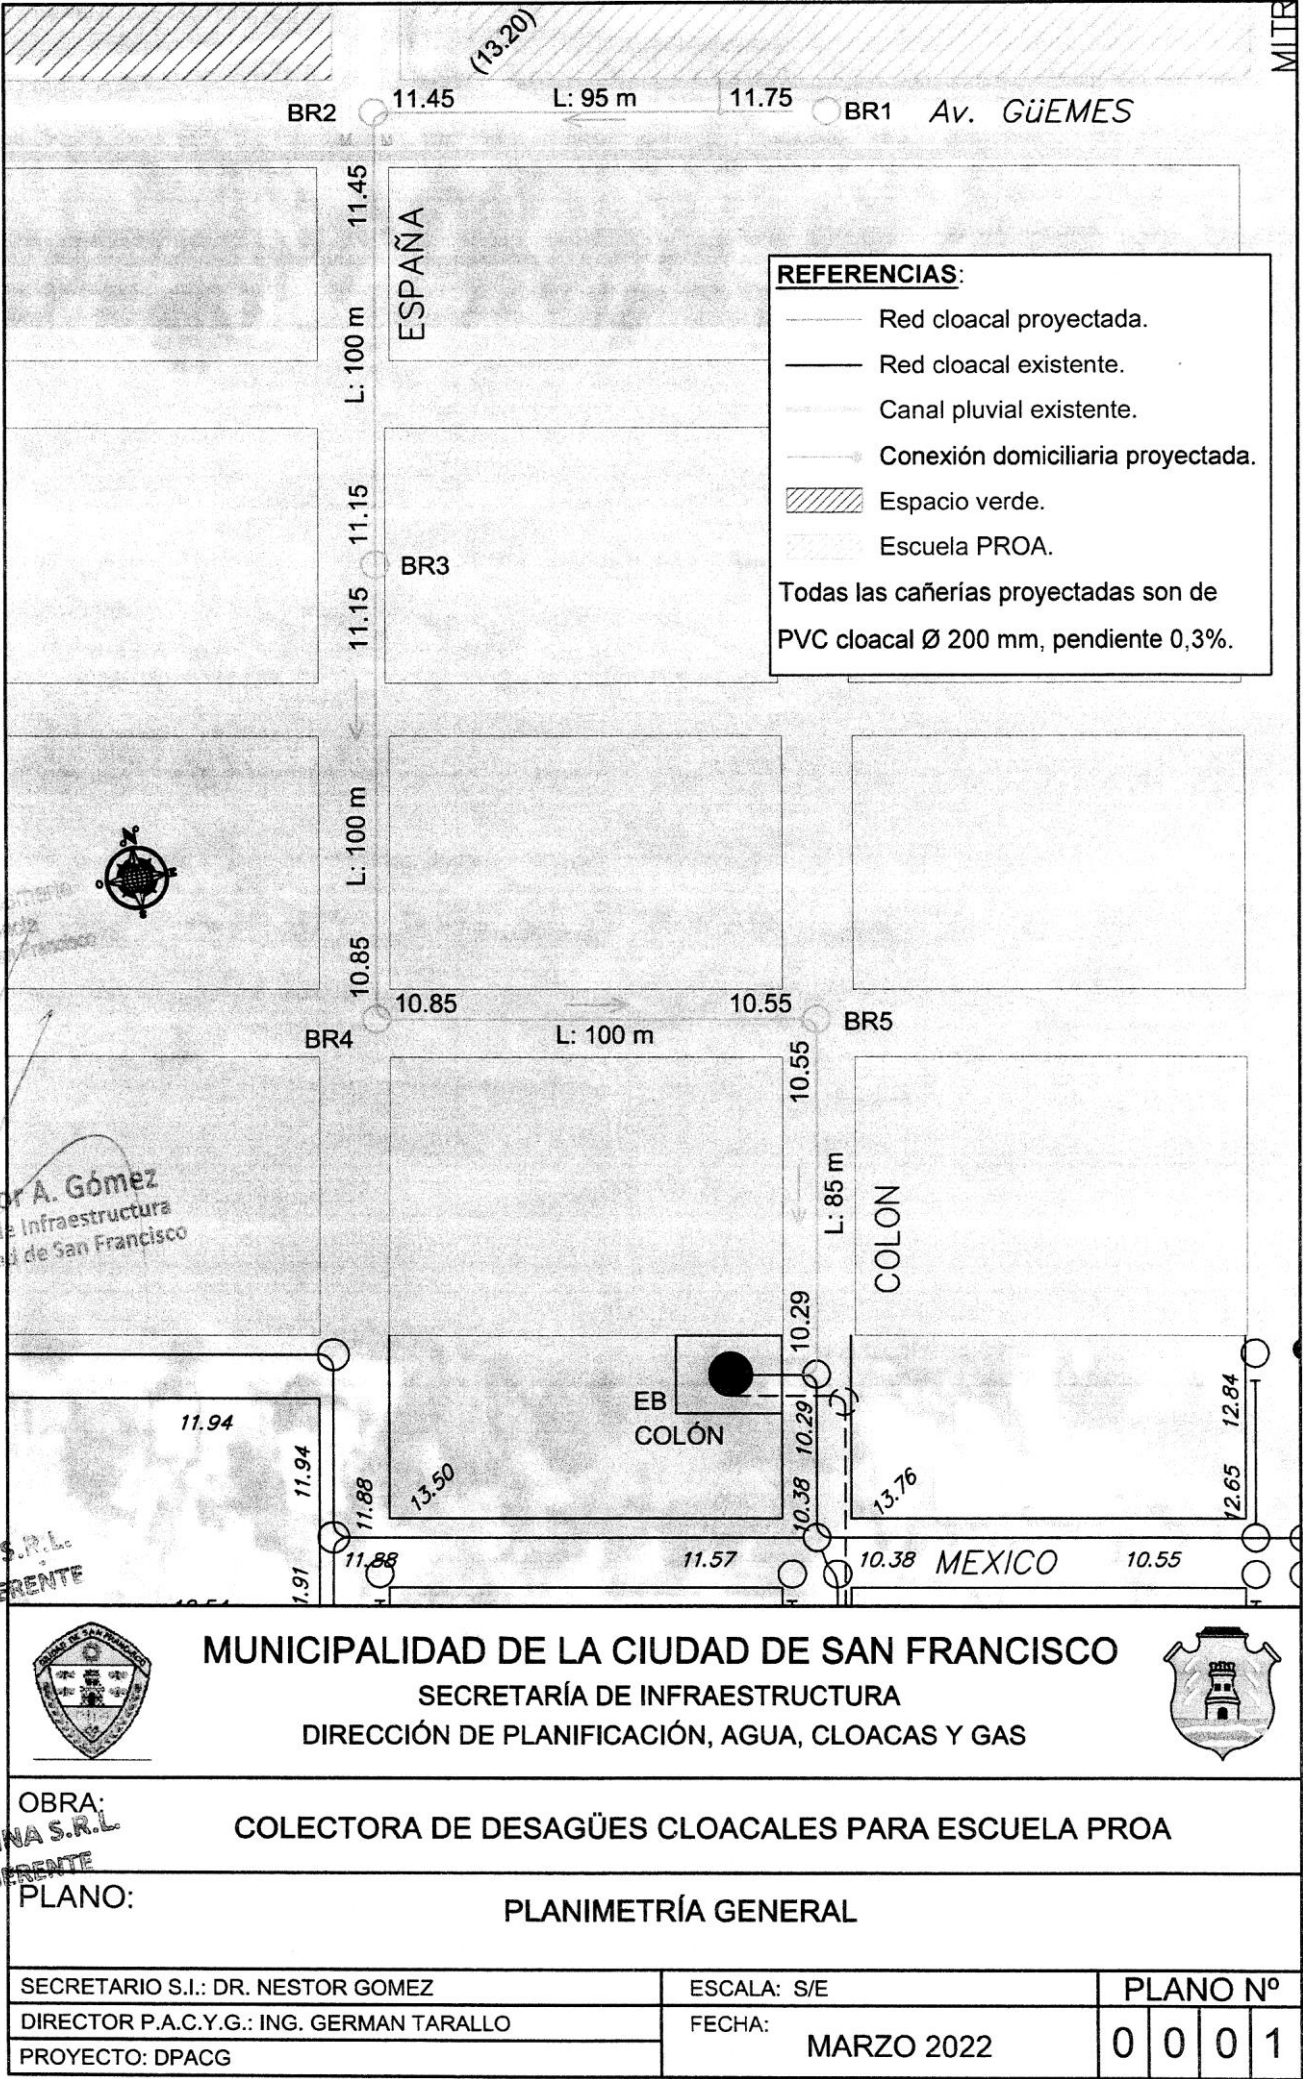 MITR
(13.20)
BR2 11.45 L: 95 m 11.75 BR1 Av. GÜEMES
11.45
ESPAÑA
L: 100 m
REFERENCIAS:
Red cloacal proyectada.
Red cloacal existente.
Canal pluvial existente.
Conexión domiciliaria proyectada.
Espacio verde.
Escuela PROA.
Todas las cañerías proyectadas son de
PVC cloacal Ø 200 mm, pendiente 0,3%.
11.15
BR3
11.15
L: 100 m
N
O
S
10.85
10.85 10.55
BR4 L: 100 m BR5
10.55
L: 85 m
COLON
10.29
or A. Gómez
e Infraestructura
d de San Francisco
EB
COLÓN
10.29
10.38
11.94
11.94
11.88
13.50
13.76
12.84
12.65
11.88 11.57 10.38 MEXICO 10.55
1.91
S.R.L.
ERENTE
MUNICIPALIDAD DE LA CIUDAD DE SAN FRANCISCO
SECRETARÍA DE INFRAESTRUCTURA
DIRECCIÓN DE PLANIFICACIÓN, AGUA, CLOACAS Y GAS
OBRA: COLECTORA DE DESAGÜES CLOACALES PARA ESCUELA PROA
NA S.R.L.
ERENTE
PLANO: PLANIMETRÍA GENERAL
SECRETARIO S.I.: DR. NESTOR GOMEZ
DIRECTOR P.A.C.Y.G.: ING. GERMAN TARALLO
PROYECTO: DPACG
ESCALA: S/E
FECHA: MARZO 2022
PLANO Nº
0 0 0 1